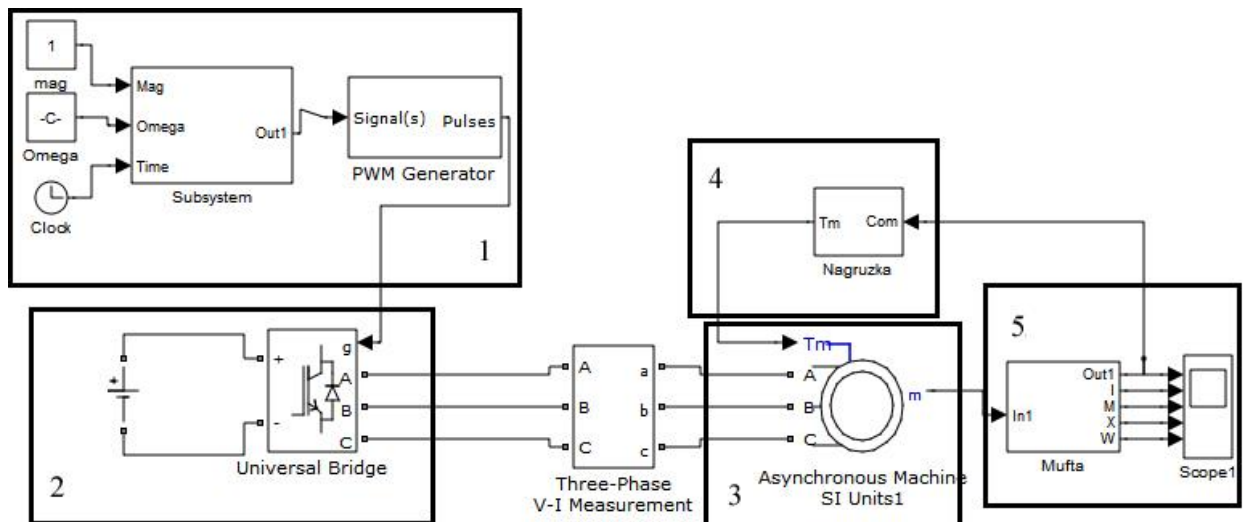 1
mag
-C-
Omega
Clock
Mag
Omega
Time
Out1
Subsystem
Signal(s) Pulses
PWM Generator
1
4
Tm Com
Nagruzka
2
+
-
+
-
g
A
B
C
Universal Bridge
A a
B b
C c
Three-Phase
V-I Measurement
3
Tm
A
B
C
m
Asynchronous Machine
SI Units1
5
In1
Out1
I
M
X
W
Mufta
Scope1